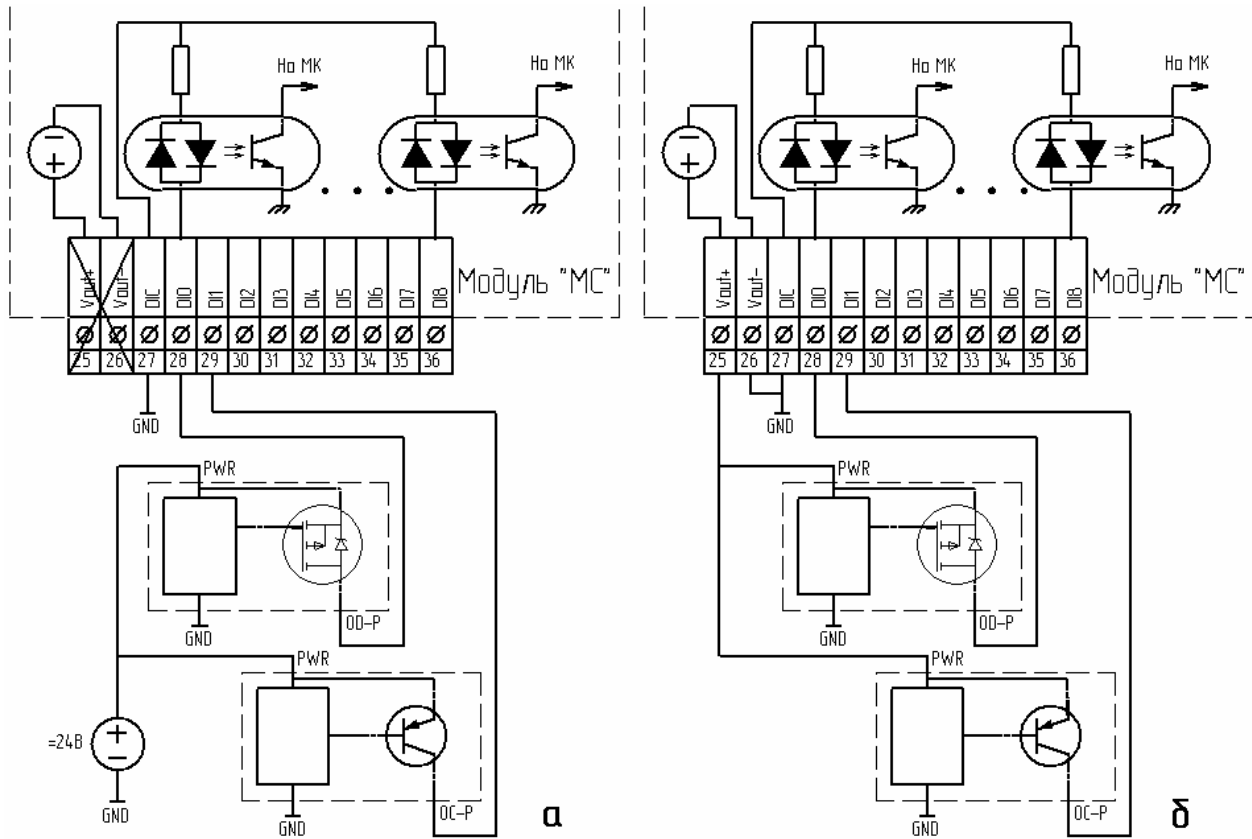 На МК
На МК
Vout+
Vout-
DIC
DI0
DI1
DI2
DI3
DI4
DI5
DI6
DI7
DI8
Модуль "МС"
25
26
27
28
29
30
31
32
33
34
35
36
GND
PWR
GND
OD-P
PWR
+
-
=24В
GND
GND
OC-P
а
На МК
На МК
Vout+
Vout-
DIC
DI0
DI1
DI2
DI3
DI4
DI5
DI6
DI7
DI8
Модуль "МС"
25
26
27
28
29
30
31
32
33
34
35
36
GND
PWR
GND
OD-P
PWR
GND
OC-P
б